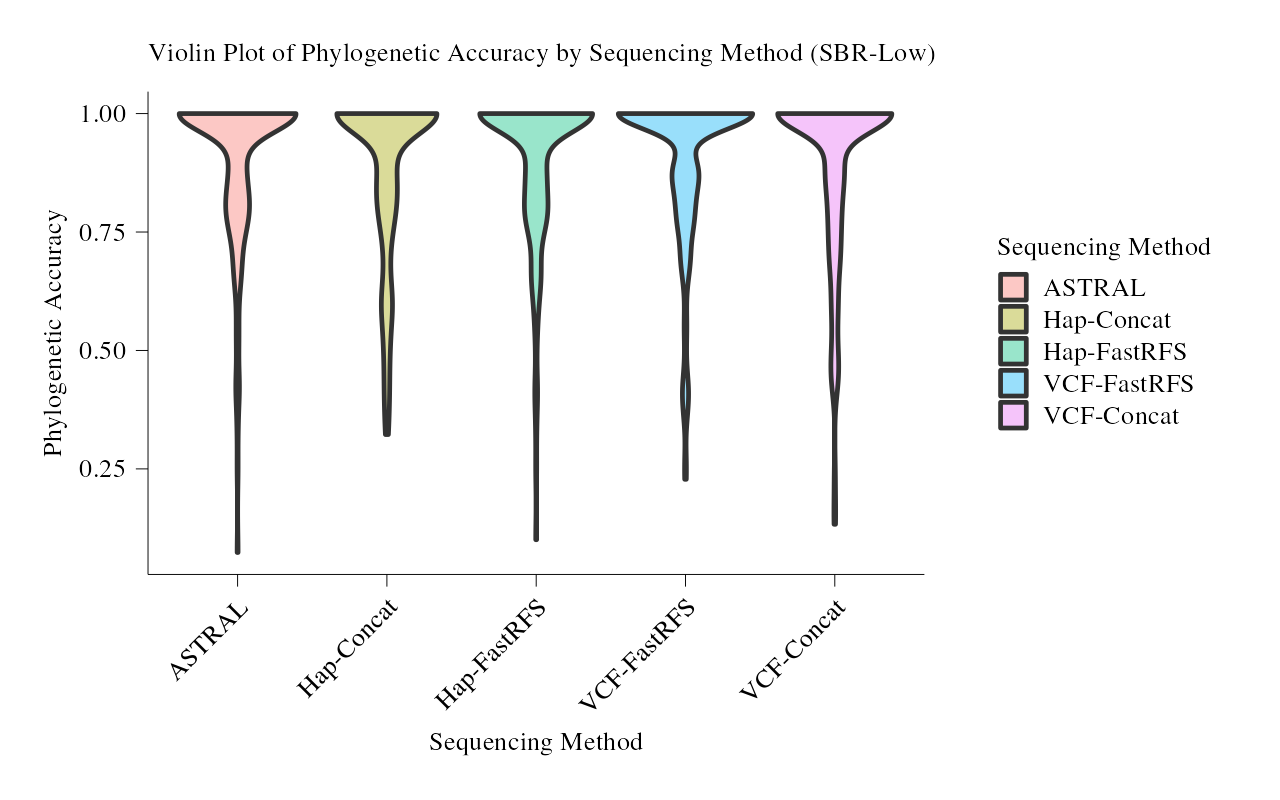 Violin Plot of Phylogenetic Accuracy by Sequencing Method (SBR-Low)
Phylogenetic Accuracy
1.00
0.75
0.50
0.25
ASTRAL
Hap-Concat
Hap-FastRFS
VCF-FastRFS
VCF-Concat
Sequencing Method
Sequencing Method
ASTRAL
Hap-Concat
Hap-FastRFS
VCF-FastRFS
VCF-Concat